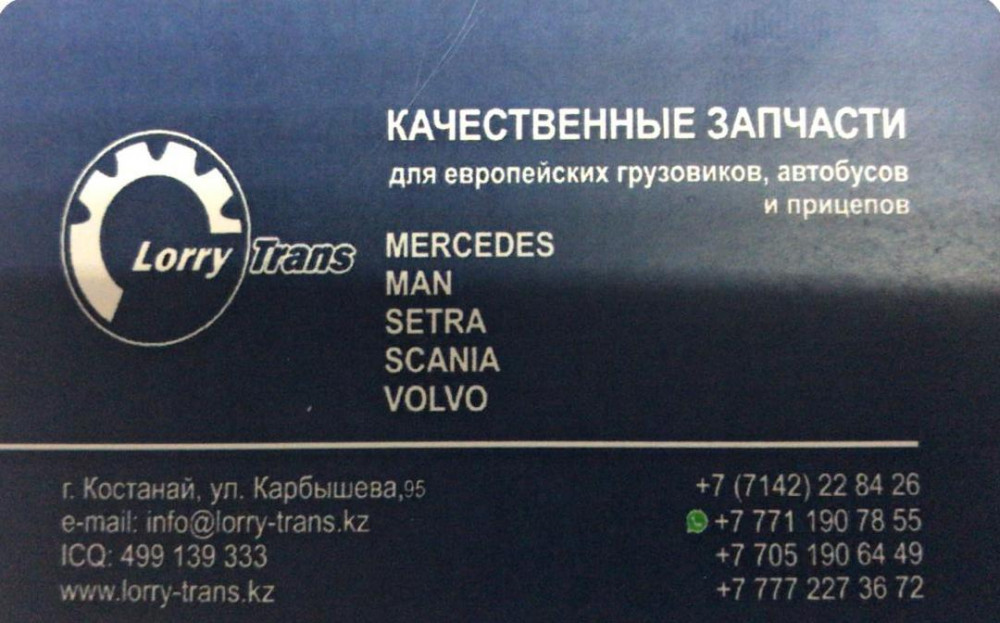 КАЧЕСТВЕННЫЕ ЗАПЧАСТИ
для европейских грузовиков, автобусов
и прицепов
Lorry Trans
MERCEDES
MAN
SETRA
SCANIA
VOLVO
г. Костанай, ул. Карбышева,95
e-mail: info@lorry-trans.kz
ICQ: 499 139 333
www.lorry-trans.kz
+7 (7142) 22 84 26
+7 771 190 78 55
+7 705 190 64 49
+7 777 227 36 72